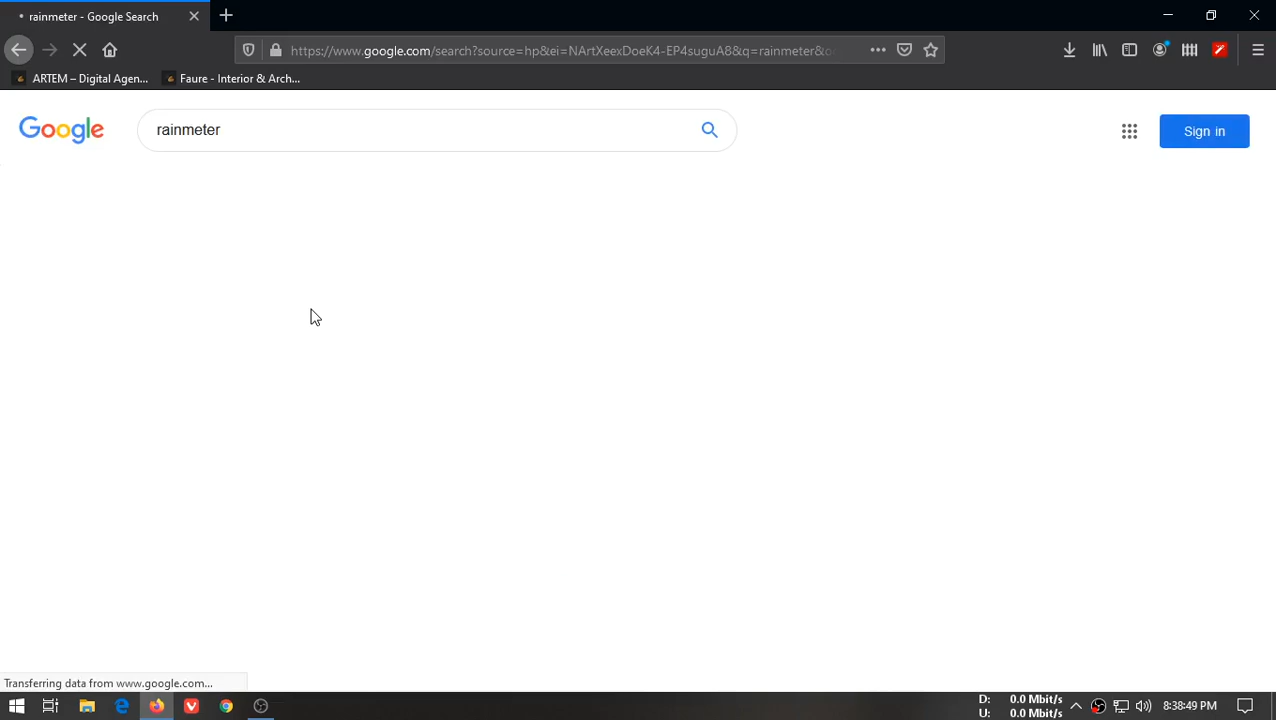 rainmeter - Google Search
https://www.google.com/search?source=hp&ei=NArtXeexDoeK4-EP4suguA8&q=rainmeter&o
ARTEM – Digital Agen...
Faure - Interior & Arch...
Google
rainmeter
Sign in
Transferring data from www.google.com...
D: 0.0 Mbit/s
U: 0.0 Mbit/s
8:38:49 PM